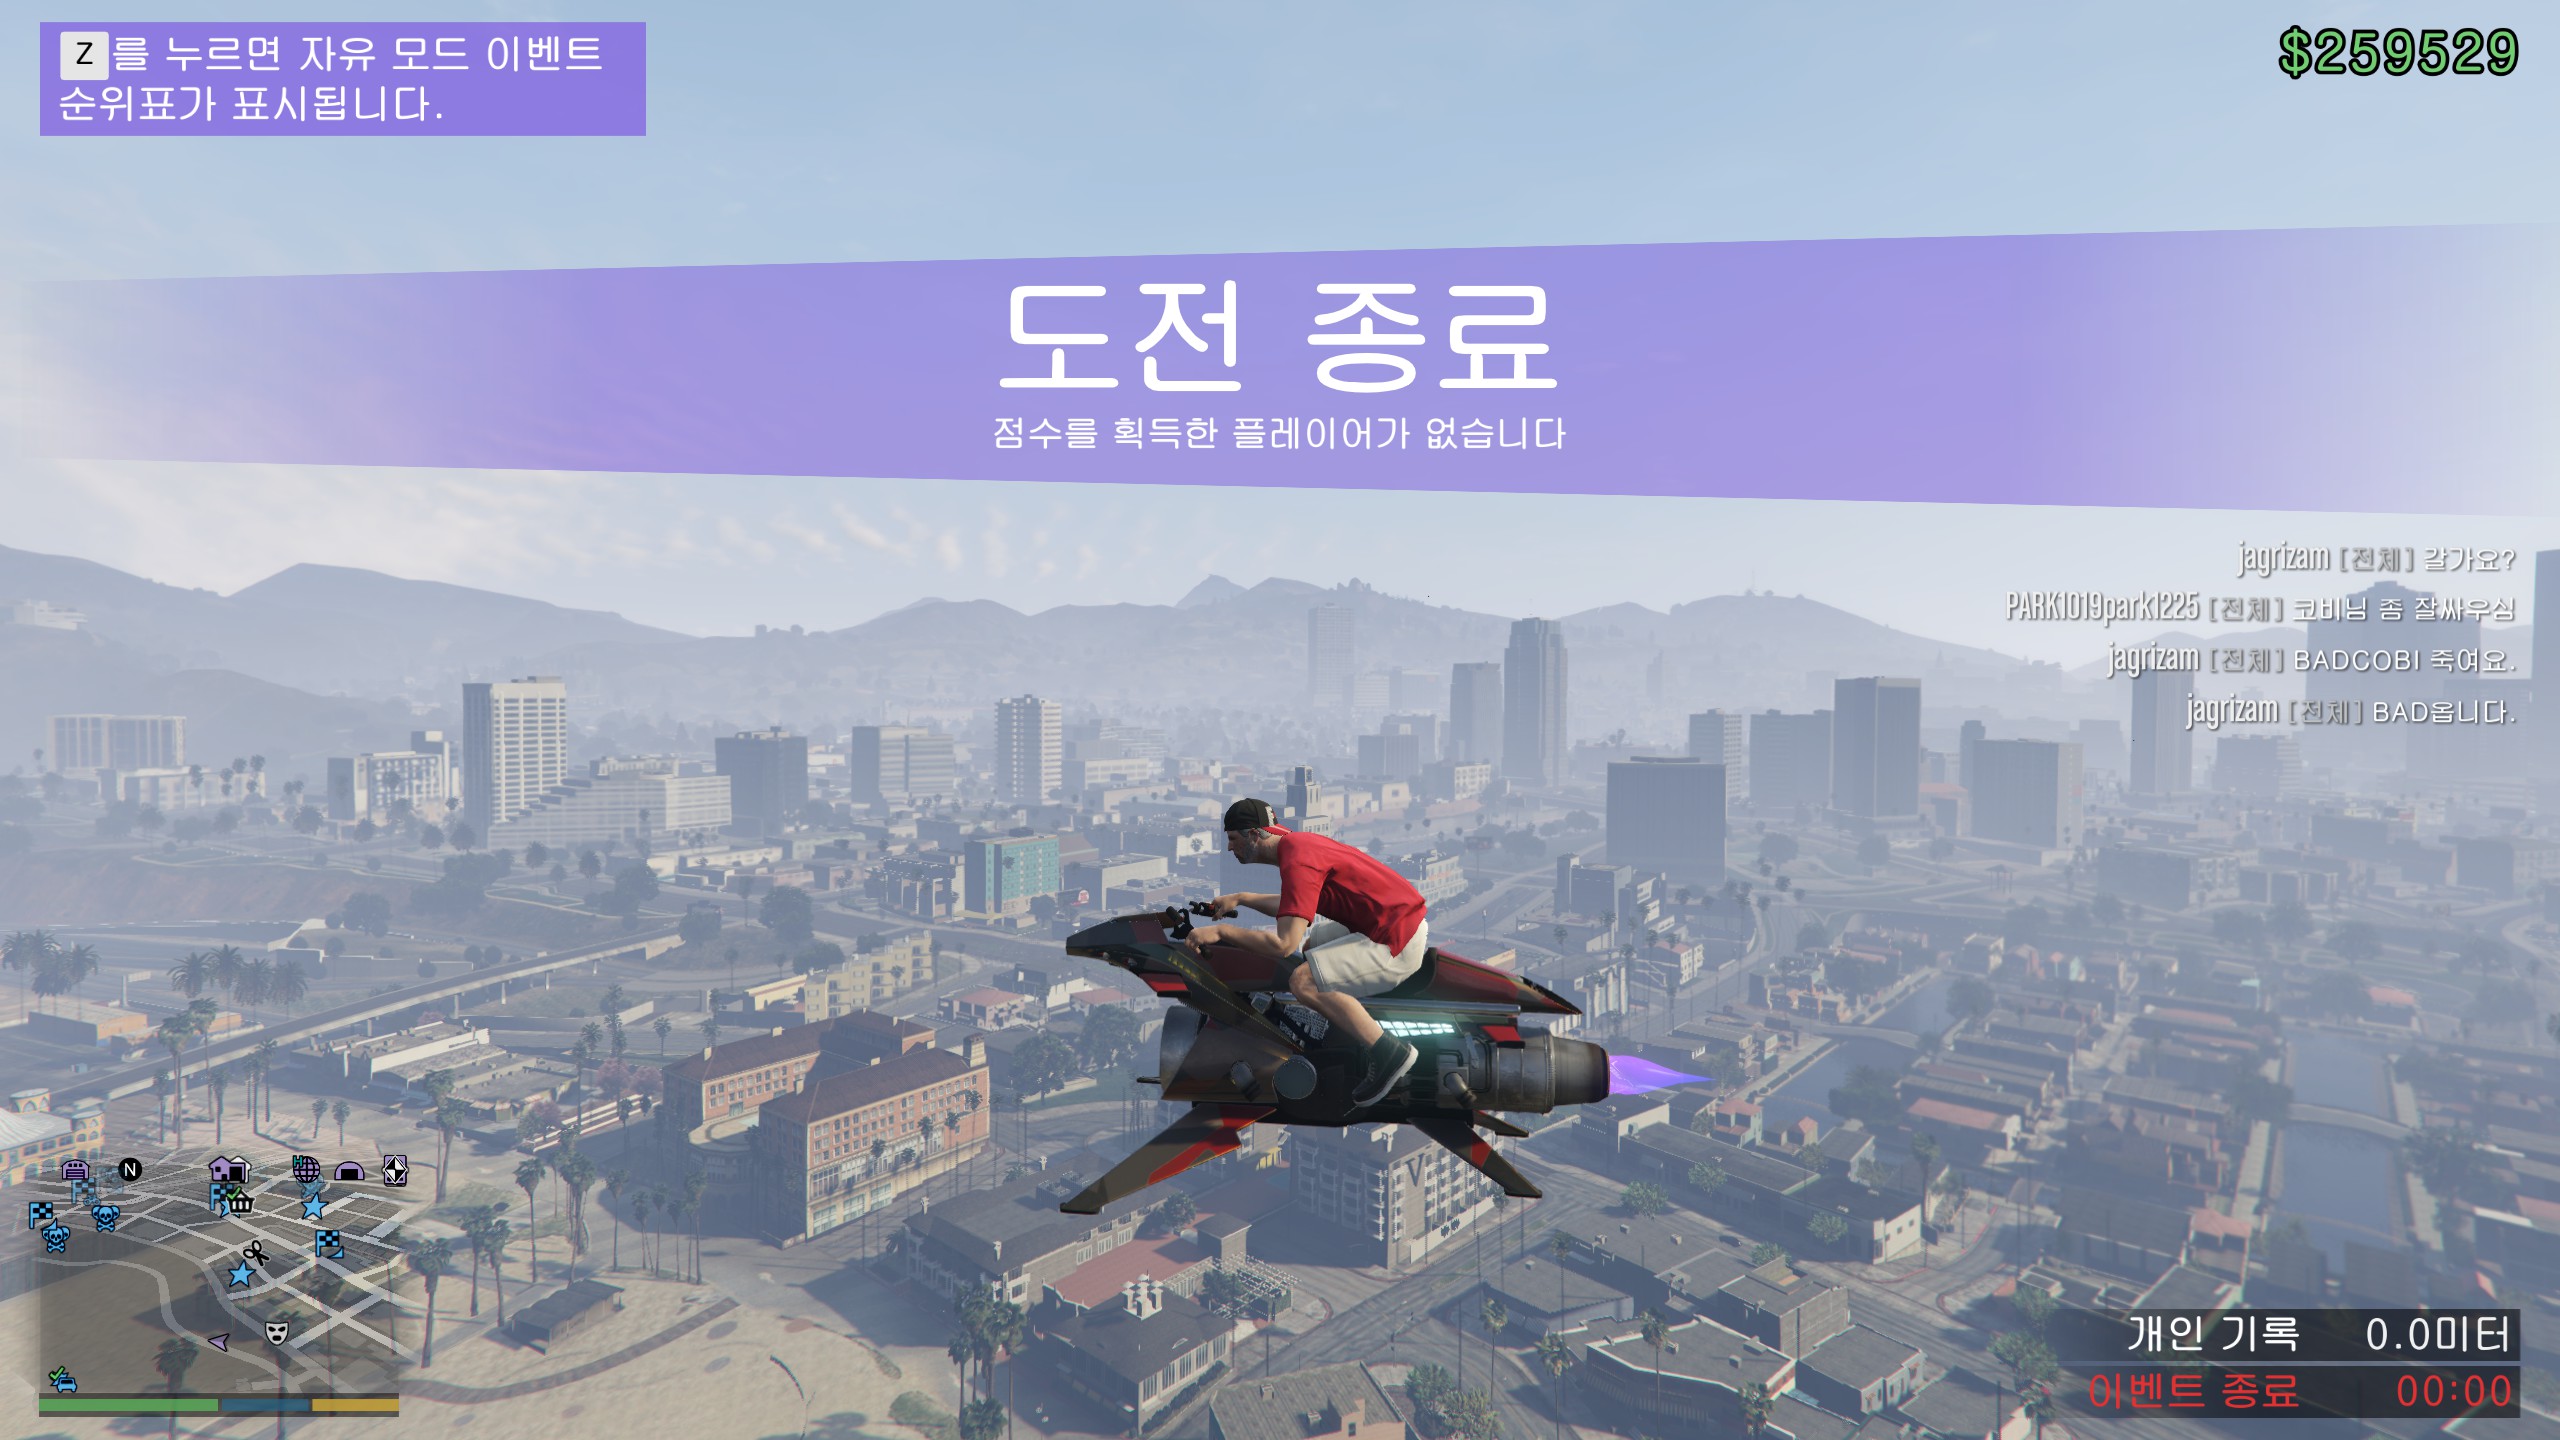 Z를 누르면 자유 모드 이벤트
순위표가 표시됩니다.
$259529
도전 종료
점수를 획득한 플레이어가 없습니다
jagrizam [전체] 갈가요?
PARK1019park1225 [전체] 코비님 좀 잘싸우심
jagrizam [전체] BADCOBI 죽여요.
jagrizam [전체] BAD옵니다.
V
N
H
개인 기록 0.0미터
이벤트 종료 00:00